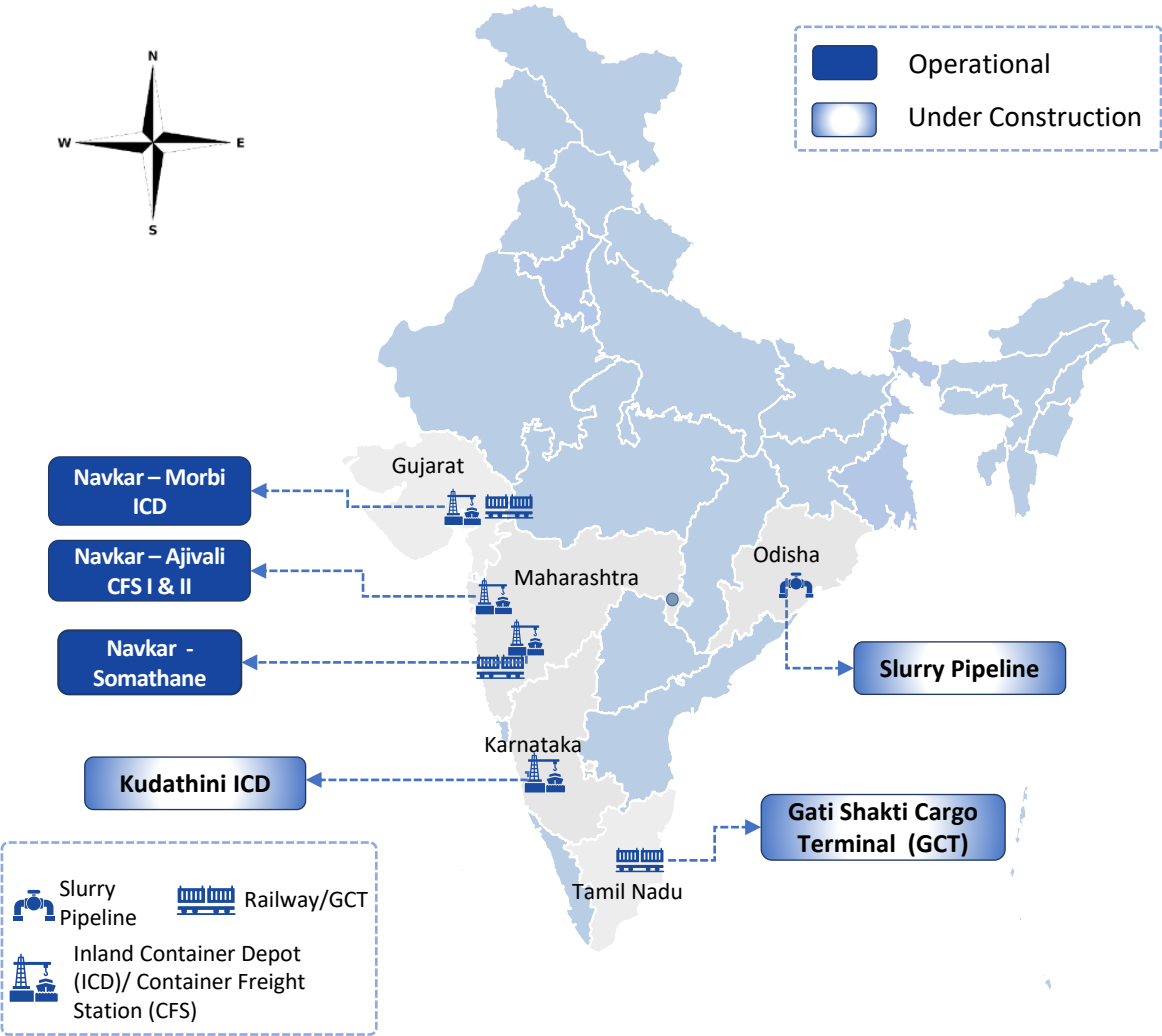 N
W
E
S
Operational
Under Construction
Gujarat
Navkar – Morbi
ICD
Navkar – Ajivali
CFS I & II
Maharashtra
Odisha
Navkar -
Somathane
Slurry Pipeline
Karnataka
Kudathini ICD
Gati Shakti Cargo
Terminal (GCT)
Tamil Nadu
Slurry
Pipeline
Railway/GCT
Inland Container Depot
(ICD)/ Container Freight
Station (CFS)